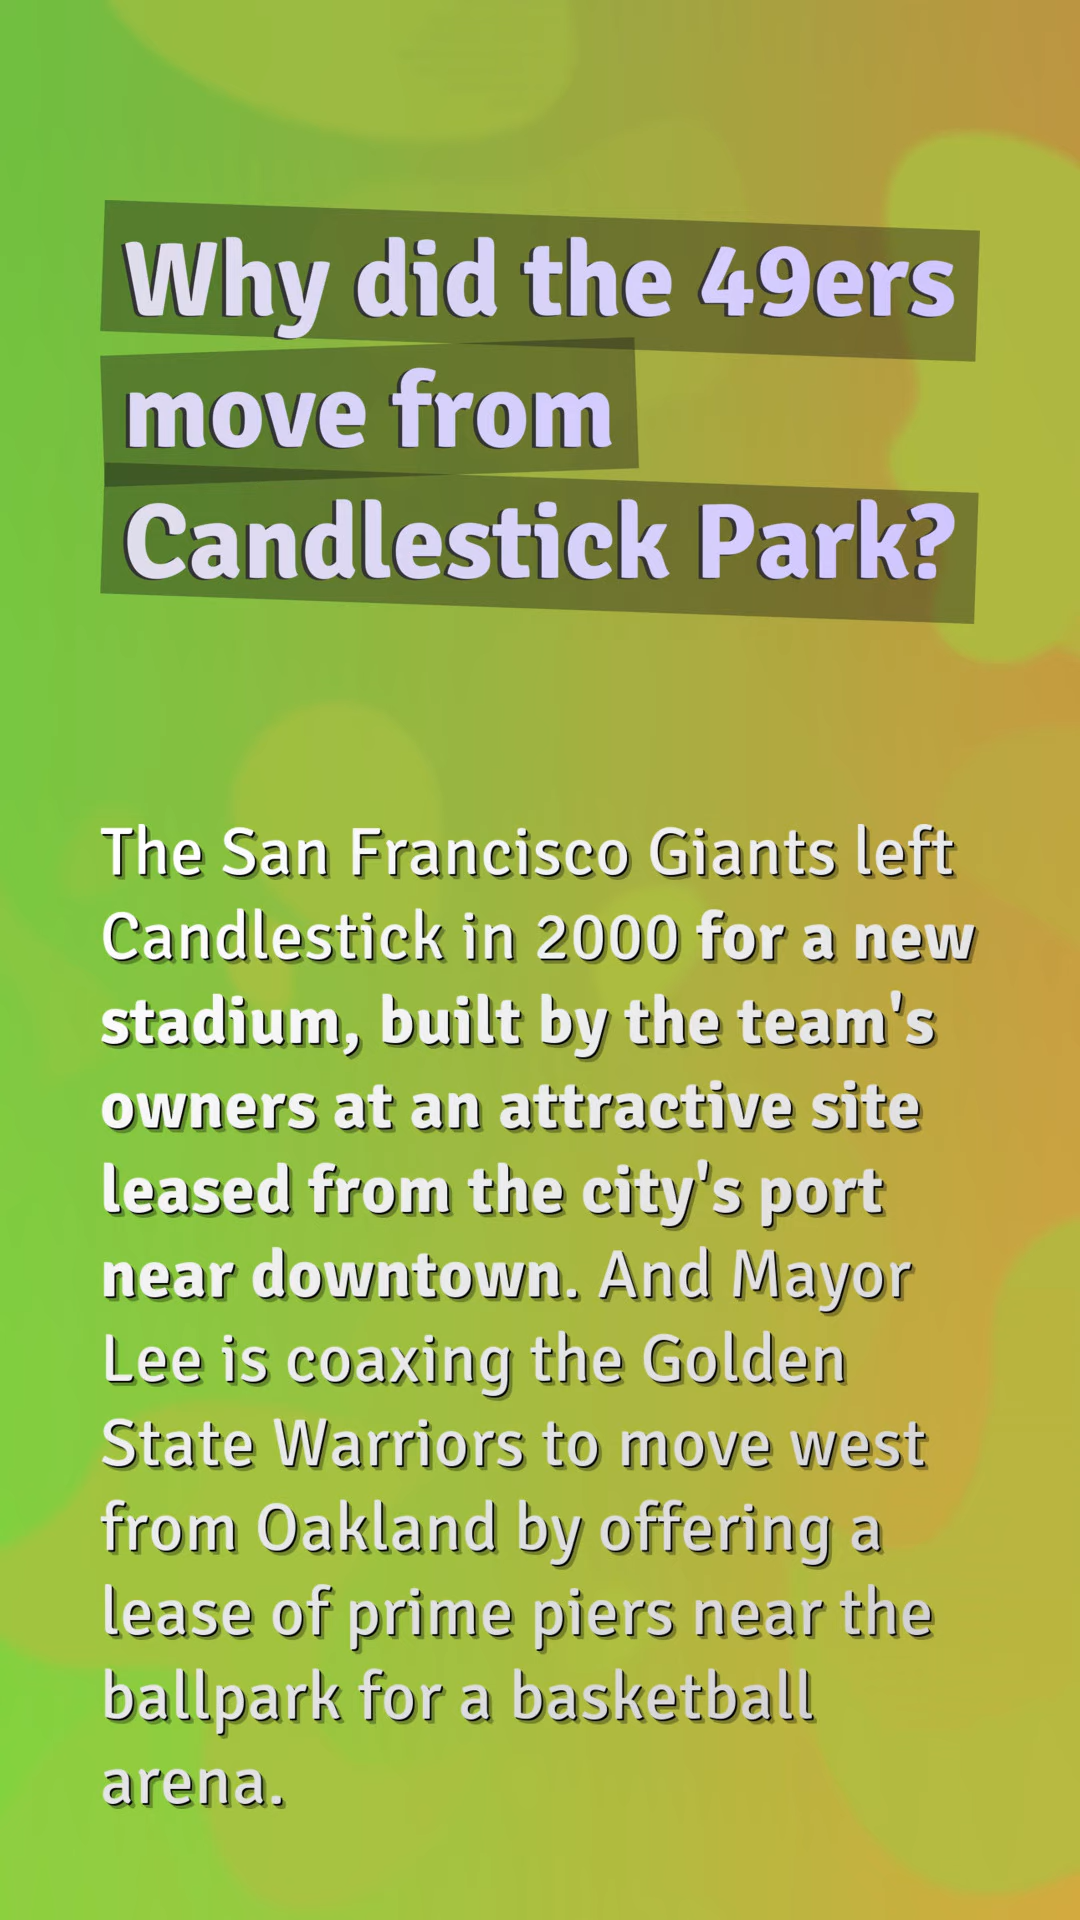 Why did the 49ers
move from
Candlestick Park?
The San Francisco Giants left
Candlestick in 2000 for a new
stadium, built by the team's
owners at an attractive site
leased from the city's port
near downtown. And Mayor
Lee is coaxing the Golden
State Warriors to move west
from Oakland by offering a
lease of prime piers near the
ballpark for a basketball
arena.